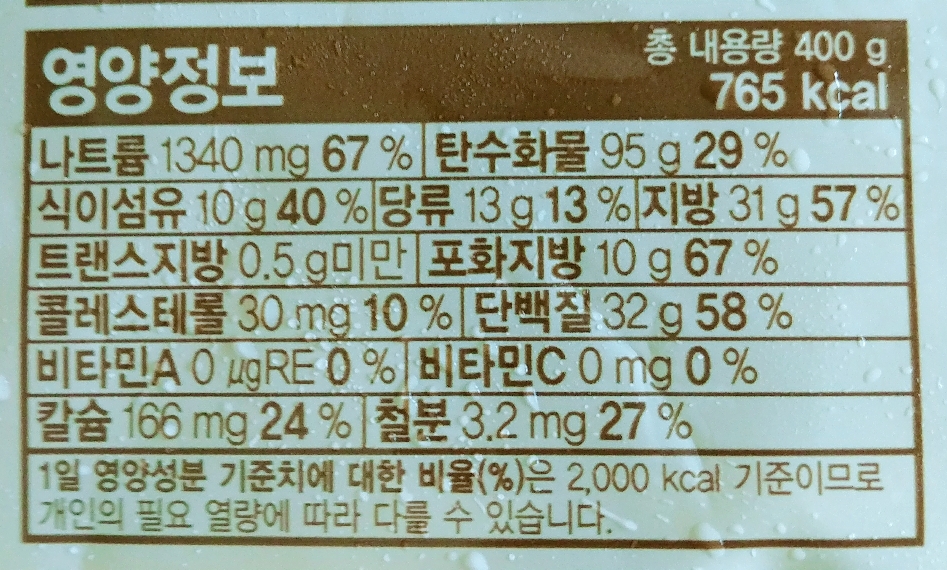 영양정보
총 내용량 400 g
765 kcal
나트륨 1340 mg 67 % 탄수화물 95 g 29 %
식이섬유 10 g 40 % 당류 13 g 13 % 지방 31 g 57 %
트랜스지방 0.5 g미만 포화지방 10 g 67 %
콜레스테롤 30 mg 10 % 단백질 32 g 58 %
비타민A 0 μgRE 0 % 비타민C 0 mg 0 %
칼슘 166 mg 24 % 철분 3.2 mg 27 %
1일 영양성분 기준치에 대한 비율(%)은 2,000 kcal 기준이므로
개인의 필요 열량에 따라 다를 수 있습니다.